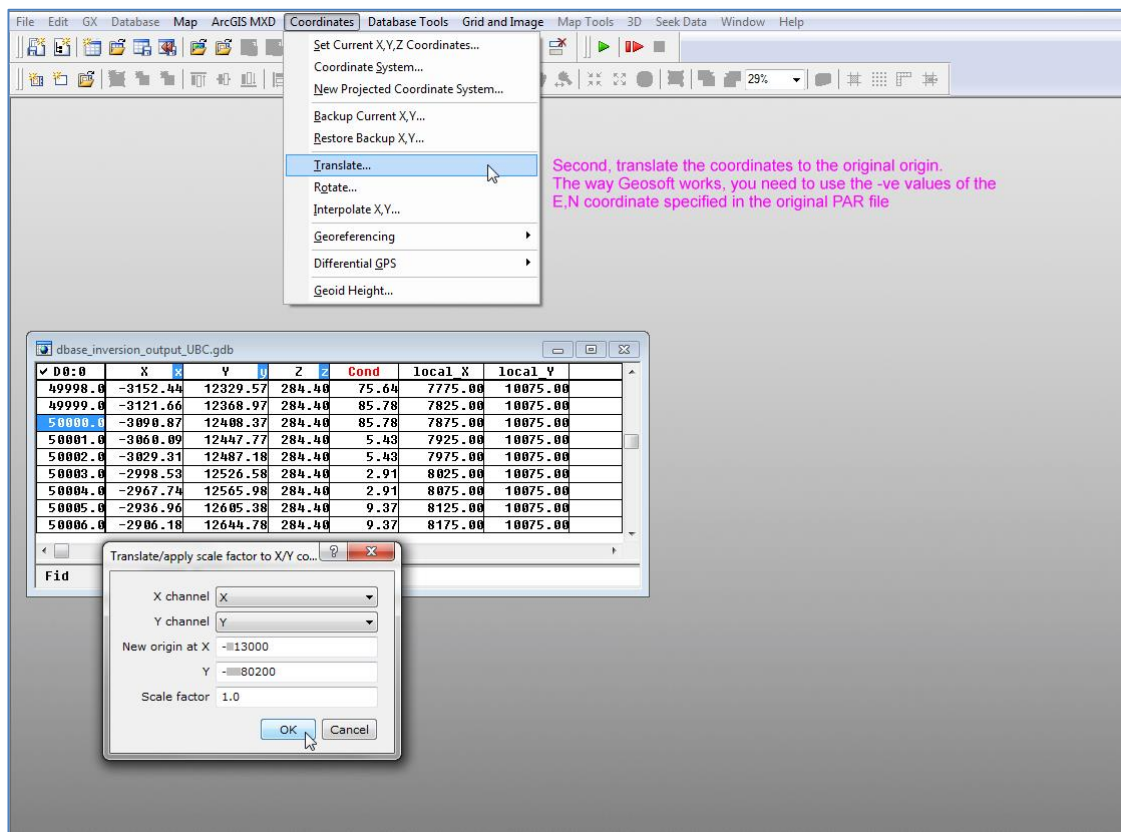 File Edit GX Database Map ArcGIS MXD Coordinates Database Tools Grid and Image Map Tools 3D Seek Data Window Help
Set Current X,Y,Z Coordinates...
Coordinate System...
New Projected Coordinate System...
29%
Backup Current X,Y...
Restore Backup X,Y...
Translate...
Rotate...
Interpolate X,Y...
Georeferencing
Differential GPS
Geoid Height...
Second, translate the coordinates to the original origin.
The way Geosoft works, you need to use the -ve values of the
E,N coordinate specified in the original PAR file
dbase_inversion_output_UBC.gdb
D0:0 X x Y y Z z Cond local_X local_Y
49998.0 -3152.44 12329.57 284.40 75.64 7775.00 10075.00
49999.0 -3121.66 12368.97 284.40 85.78 7825.00 10075.00
50000.0 -3090.87 12408.37 284.40 85.78 7875.00 10075.00
50001.0 -3060.09 12447.77 284.40 5.43 7925.00 10075.00
50002.0 -3029.31 12487.18 284.40 5.43 7975.00 10075.00
50003.0 -2998.53 12526.58 284.40 2.91 8025.00 10075.00
50004.0 -2967.74 12565.98 284.40 2.91 8075.00 10075.00
50005.0 -2936.96 12605.38 284.40 9.37 8125.00 10075.00
50006.0 -2906.18 12644.78 284.40 9.37 8175.00 10075.00
Fid
Translate/apply scale factor to X/Y co...
X channel X
Y channel Y
New origin at X - 13000
Y - 80200
Scale factor 1.0
OK Cancel